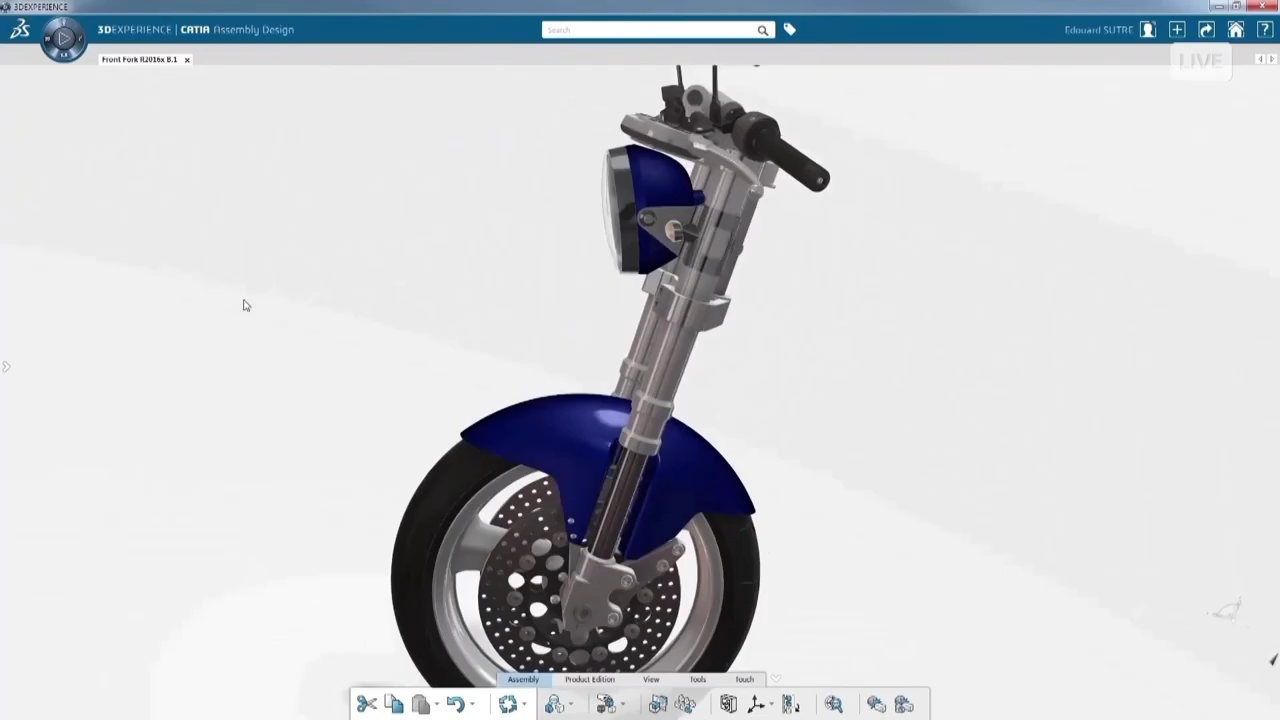 3DEXPERIENCE
3DEXPERIENCE | CATIA Assembly Design
Search
Edouard SUTRE
Front Fork R2016x B.1
LIVE
Assembly
Product Edition
View
Tools
Touch